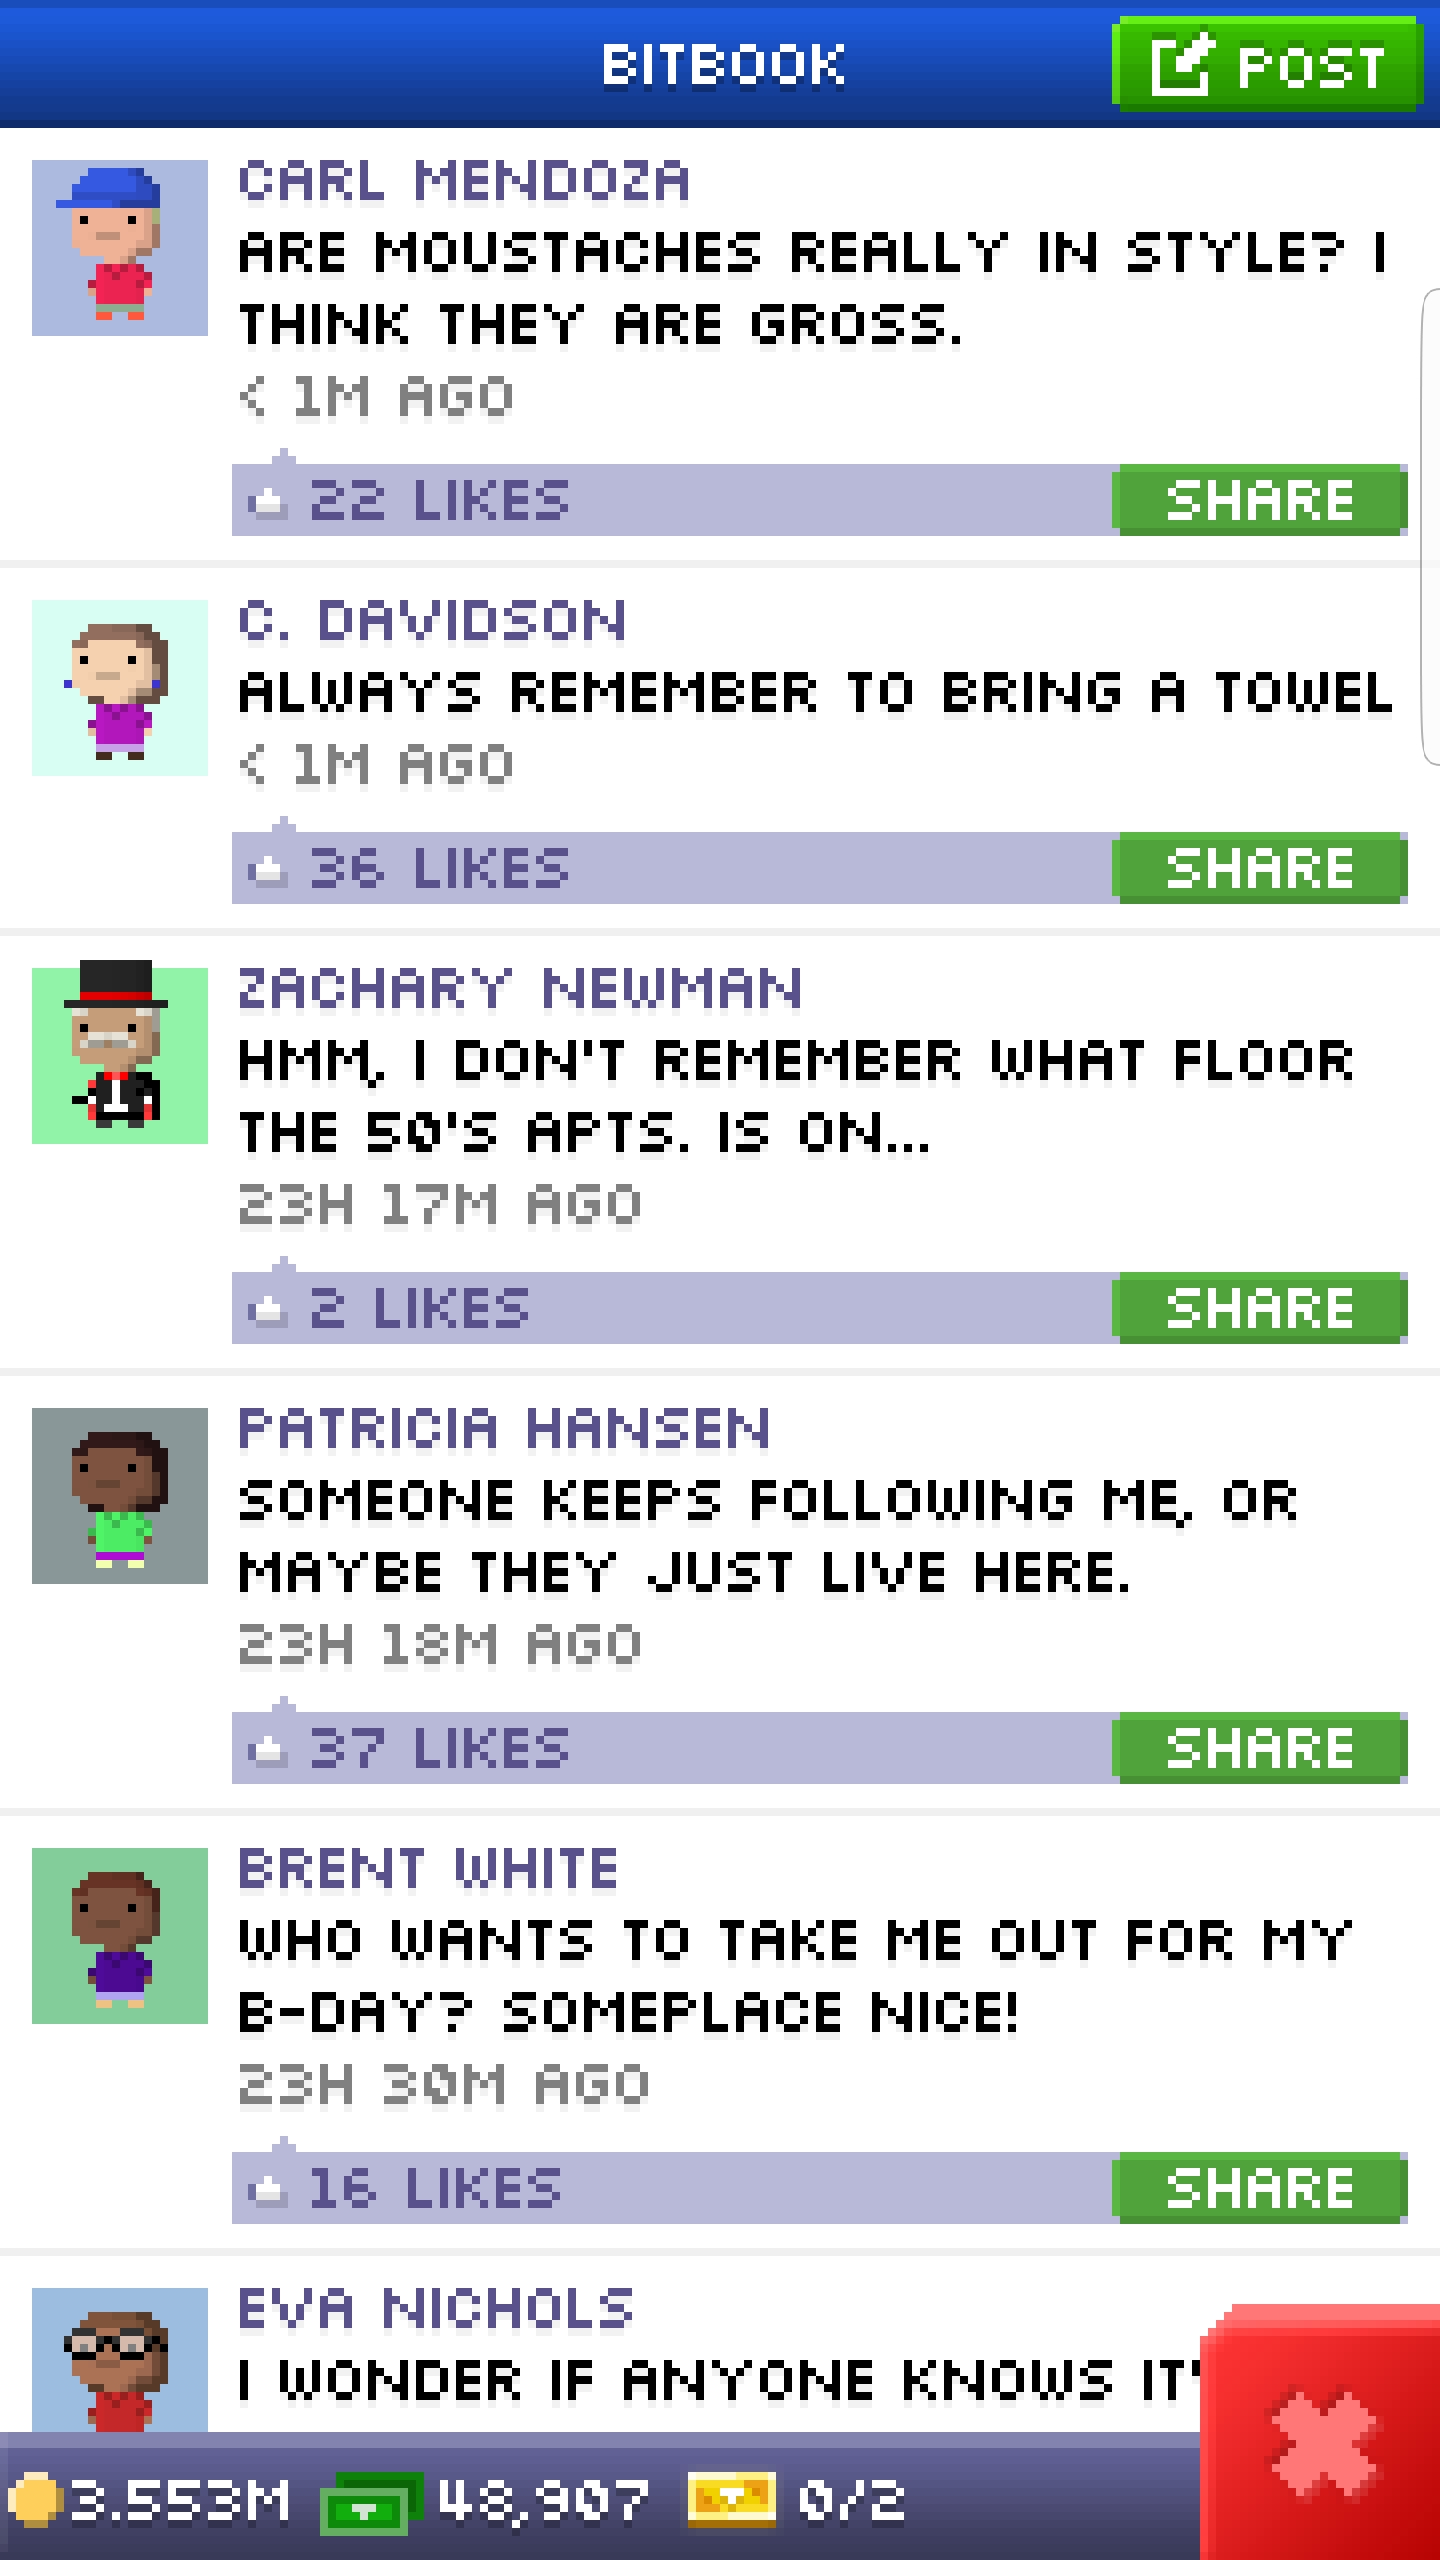 BITBOOK
POST
CARL MENDOZA
ARE MOUSTACHES REALLY IN STYLE? I
THINK THEY ARE GROSS.
< 1M AGO
22 LIKES
SHARE
C. DAVIDSON
ALWAYS REMEMBER TO BRING A TOWEL
< 1M AGO
36 LIKES
SHARE
ZACHARY NEWMAN
HMM, I DON'T REMEMBER WHAT FLOOR
THE 50'S APTS. IS ON...
23H 17M AGO
2 LIKES
SHARE
PATRICIA HANSEN
SOMEONE KEEPS FOLLOWING ME, OR
MAYBE THEY JUST LIVE HERE.
23H 18M AGO
37 LIKES
SHARE
BRENT WHITE
WHO WANTS TO TAKE ME OUT FOR MY
B-DAY? SOMEPLACE NICE!
23H 30M AGO
16 LIKES
SHARE
EVA NICHOLS
I WONDER IF ANYONE KNOWS
3.553M 48,907 0/2